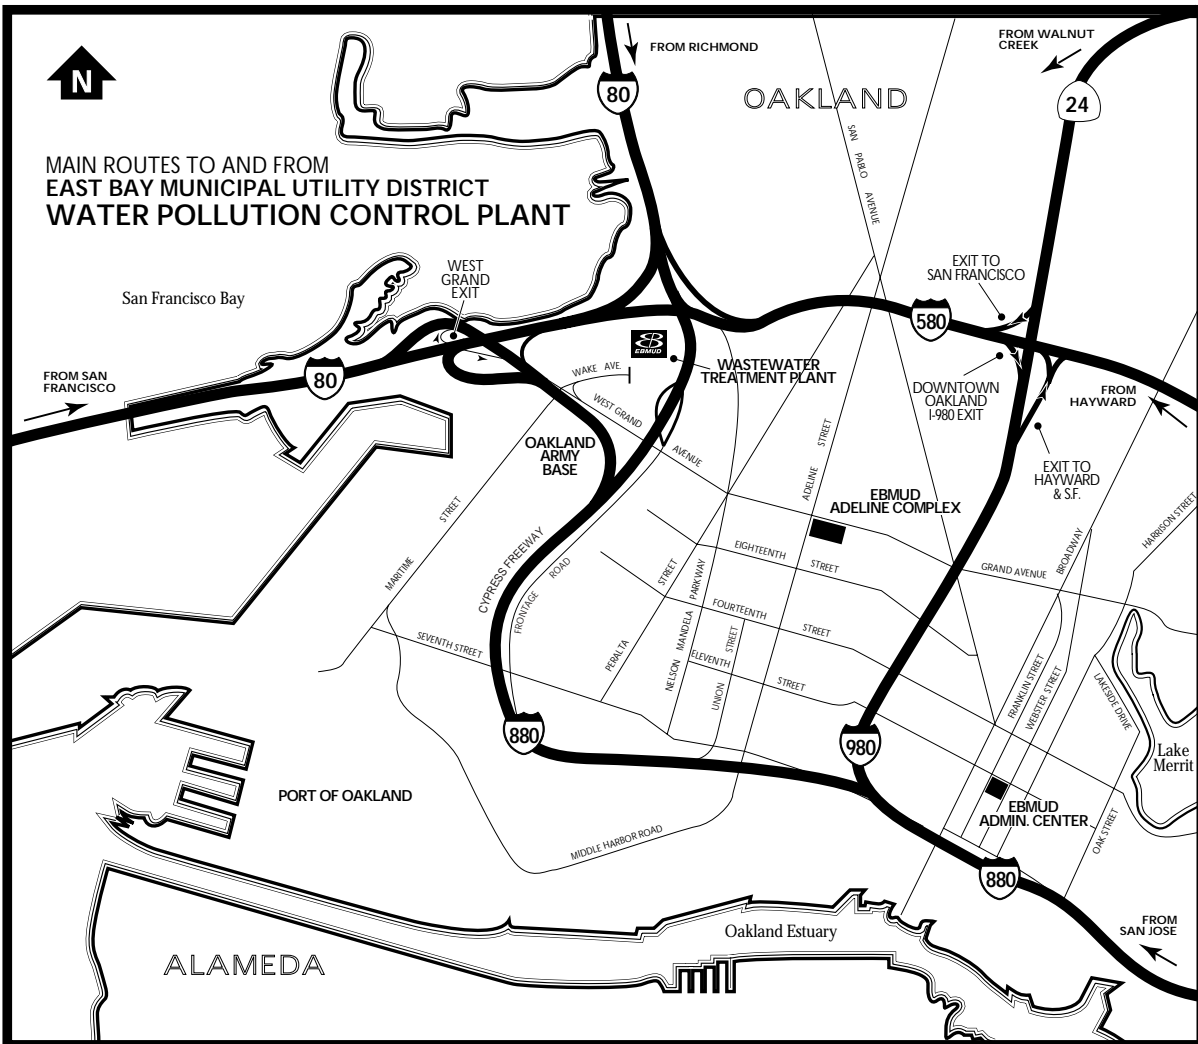 FROM RICHMOND
FROM WALNUT
CREEK
80
24
OAKLAND
N
MAIN ROUTES TO AND FROM
EAST BAY MUNICIPAL UTILITY DISTRICT
WATER POLLUTION CONTROL PLANT
SAN PABLO AVENUE
WEST
GRAND
EXIT
EXIT TO
SAN FRANCISCO
San Francisco Bay
580
EBMUD
WASTEWATER
TREATMENT PLANT
FROM SAN
FRANCISCO
80
WAKE AVE.
DOWNTOWN
OAKLAND
I-980 EXIT
FROM
HAYWARD
WEST GRAND AVENUE
OAKLAND
ARMY
BASE
ADELINE STREET
EXIT TO
HAYWARD
& S.F.
EBMUD
ADELINE COMPLEX
MARITIME STREET
CYPRESS FREEWAY
FRONTAGE ROAD
EIGHTEENTH STREET
GRAND AVENUE
BROADWAY
HARRISON STREET
PERALTA STREET
NELSON MANDELA PARKWAY
FOURTEENTH STREET
SEVENTH STREET
ELEVENTH STREET
UNION STREET
FRANKLIN STREET
WEBSTER STREET
LAKESIDE DRIVE
880
980
Lake
Merrit
PORT OF OAKLAND
EBMUD
ADMIN. CENTER
OAK STREET
MIDDLE HARBOR ROAD
880
FROM
SAN JOSE
Oakland Estuary
ALAMEDA